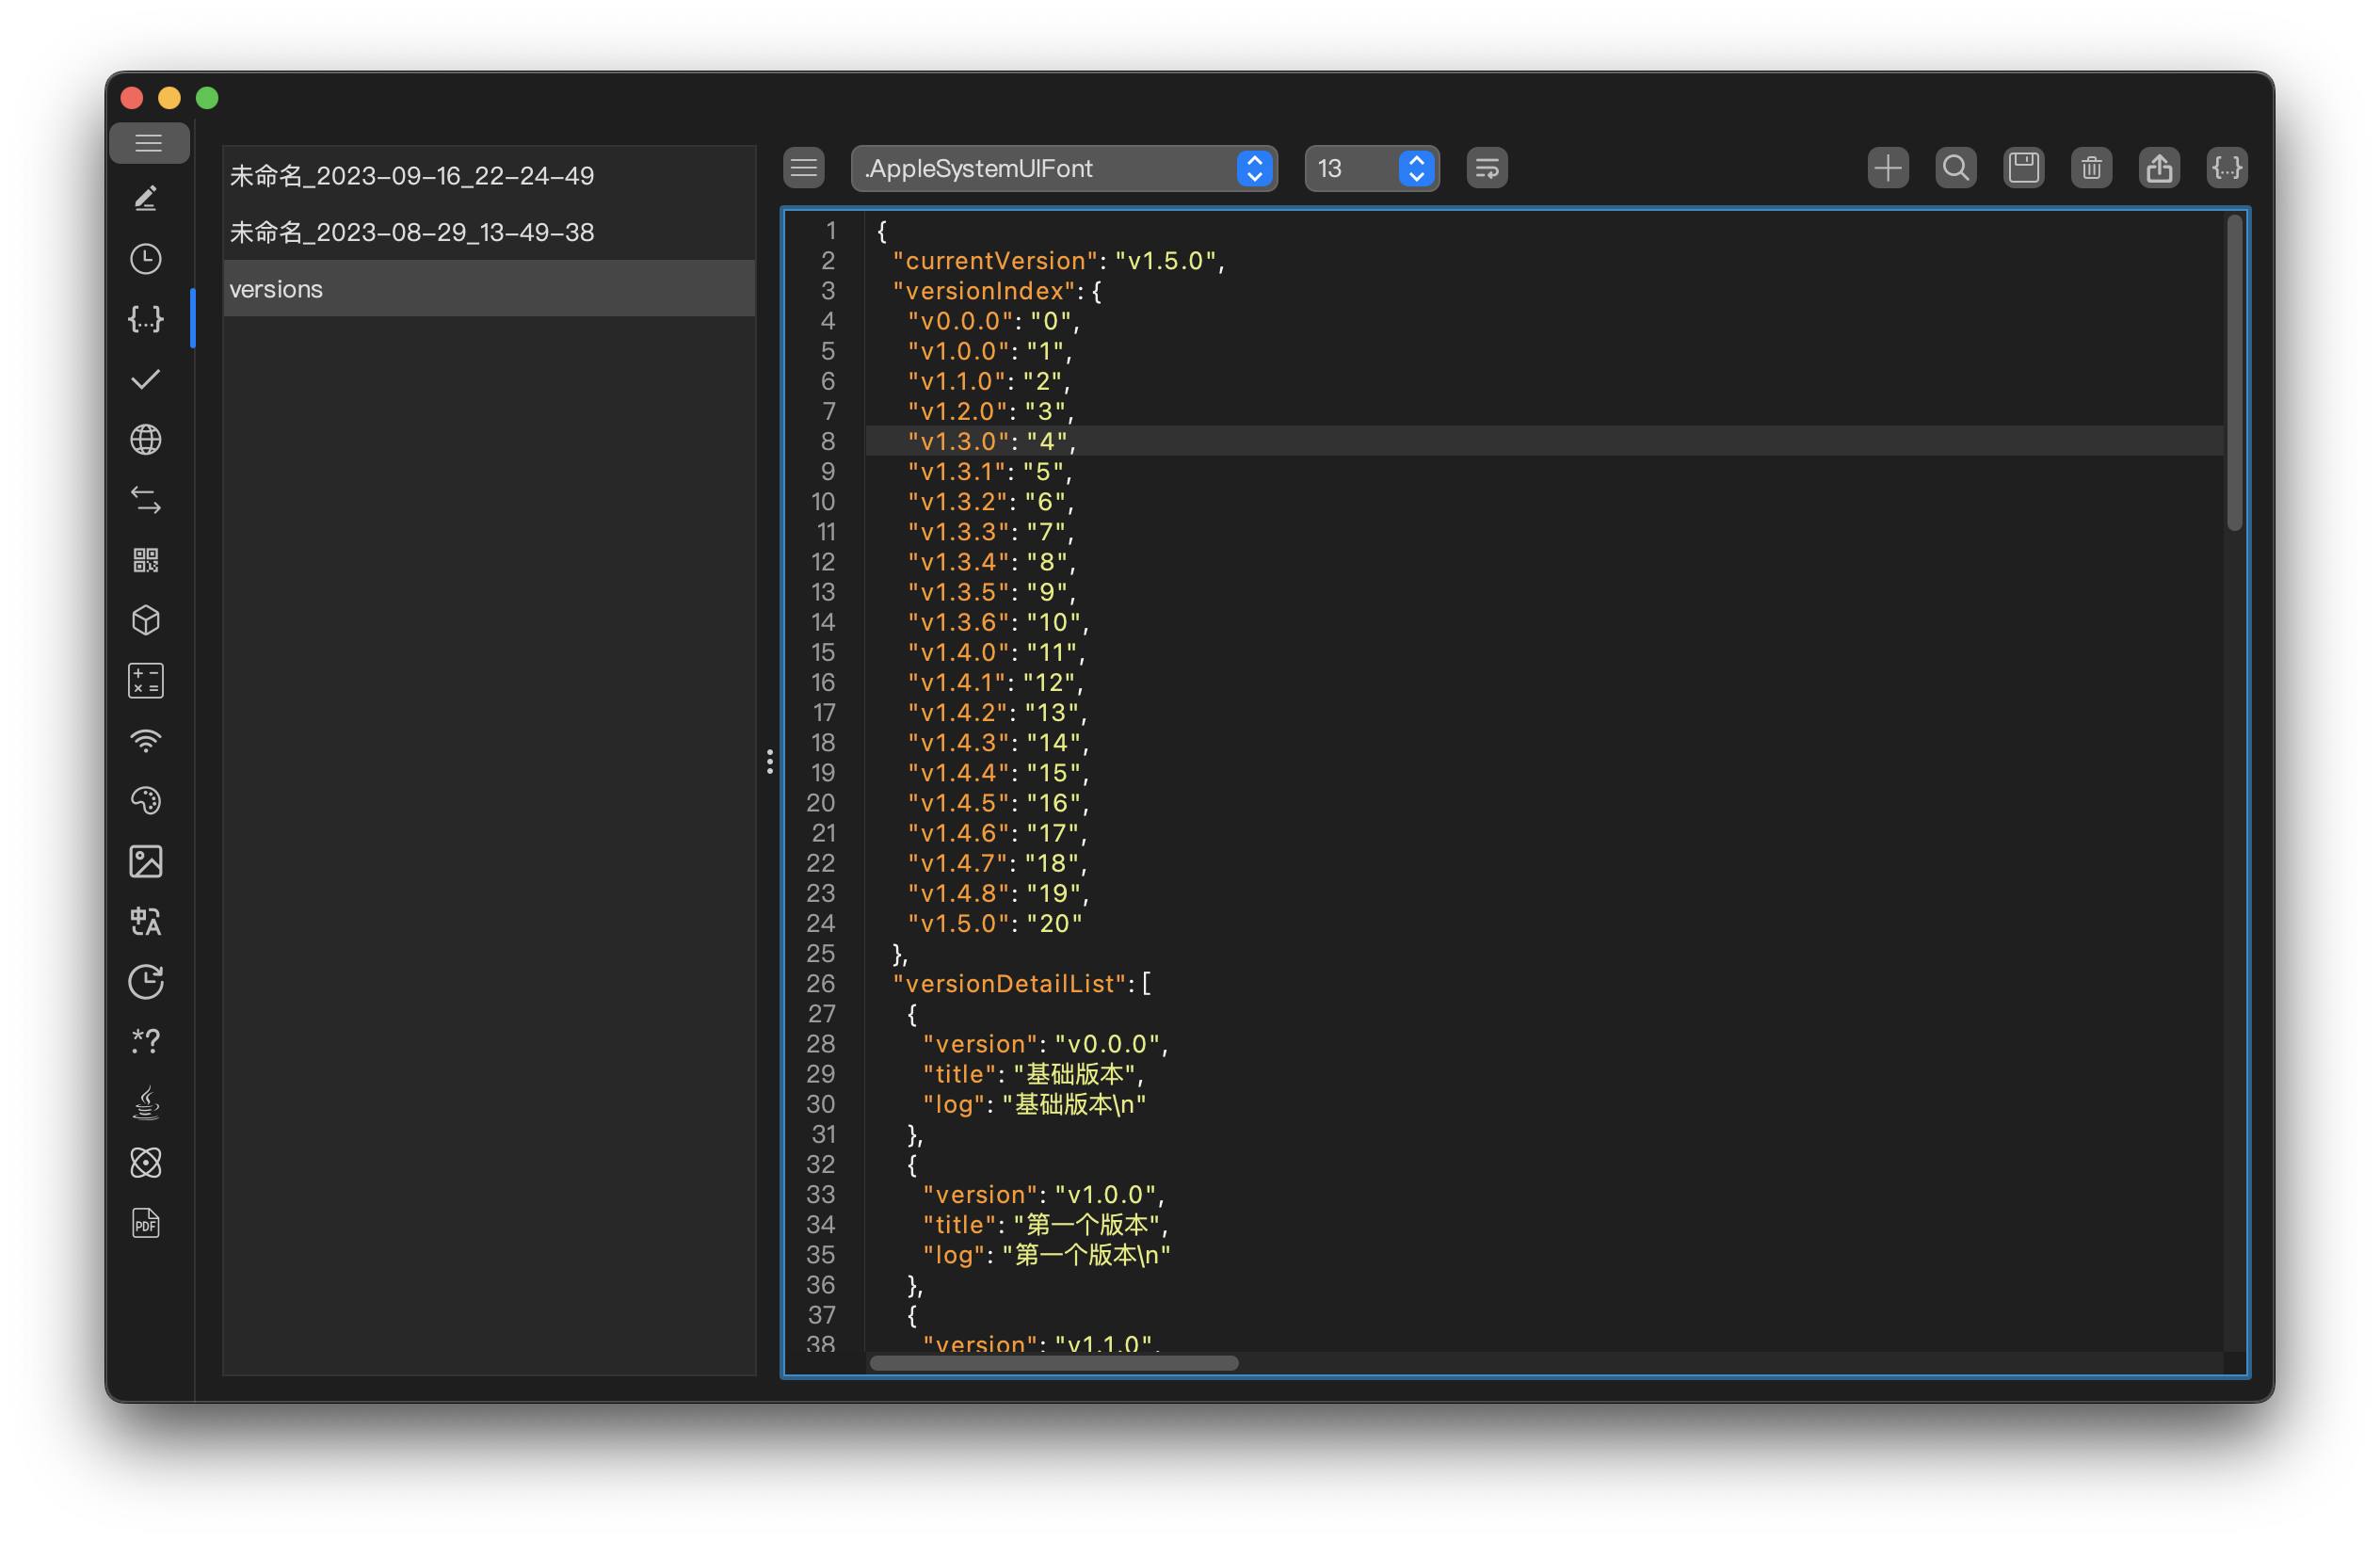 未命名_2023-09-16_22-24-49
未命名_2023-08-29_13-49-38
versions
.AppleSystemUIFont
13
{...}
1 {
2 "currentVersion": "v1.5.0",
3 "versionIndex": {
4 "v0.0.0": "0",
5 "v1.0.0": "1",
6 "v1.1.0": "2",
7 "v1.2.0": "3",
8 "v1.3.0": "4",
9 "v1.3.1": "5",
10 "v1.3.2": "6",
11 "v1.3.3": "7",
12 "v1.3.4": "8",
13 "v1.3.5": "9",
14 "v1.3.6": "10",
15 "v1.4.0": "11",
16 "v1.4.1": "12",
17 "v1.4.2": "13",
18 "v1.4.3": "14",
19 "v1.4.4": "15",
20 "v1.4.5": "16",
21 "v1.4.6": "17",
22 "v1.4.7": "18",
23 "v1.4.8": "19",
24 "v1.5.0": "20"
25 },
26 "versionDetailList": [
27 {
28 "version": "v0.0.0",
29 "title": "基础版本",
30 "log": "基础版本\n"
31 },
32 {
33 "version": "v1.0.0",
34 "title": "第一个版本",
35 "log": "第一个版本\n"
36 },
37 {
38 "version": "v1.1.0",
{...}
中A
*?
PDF